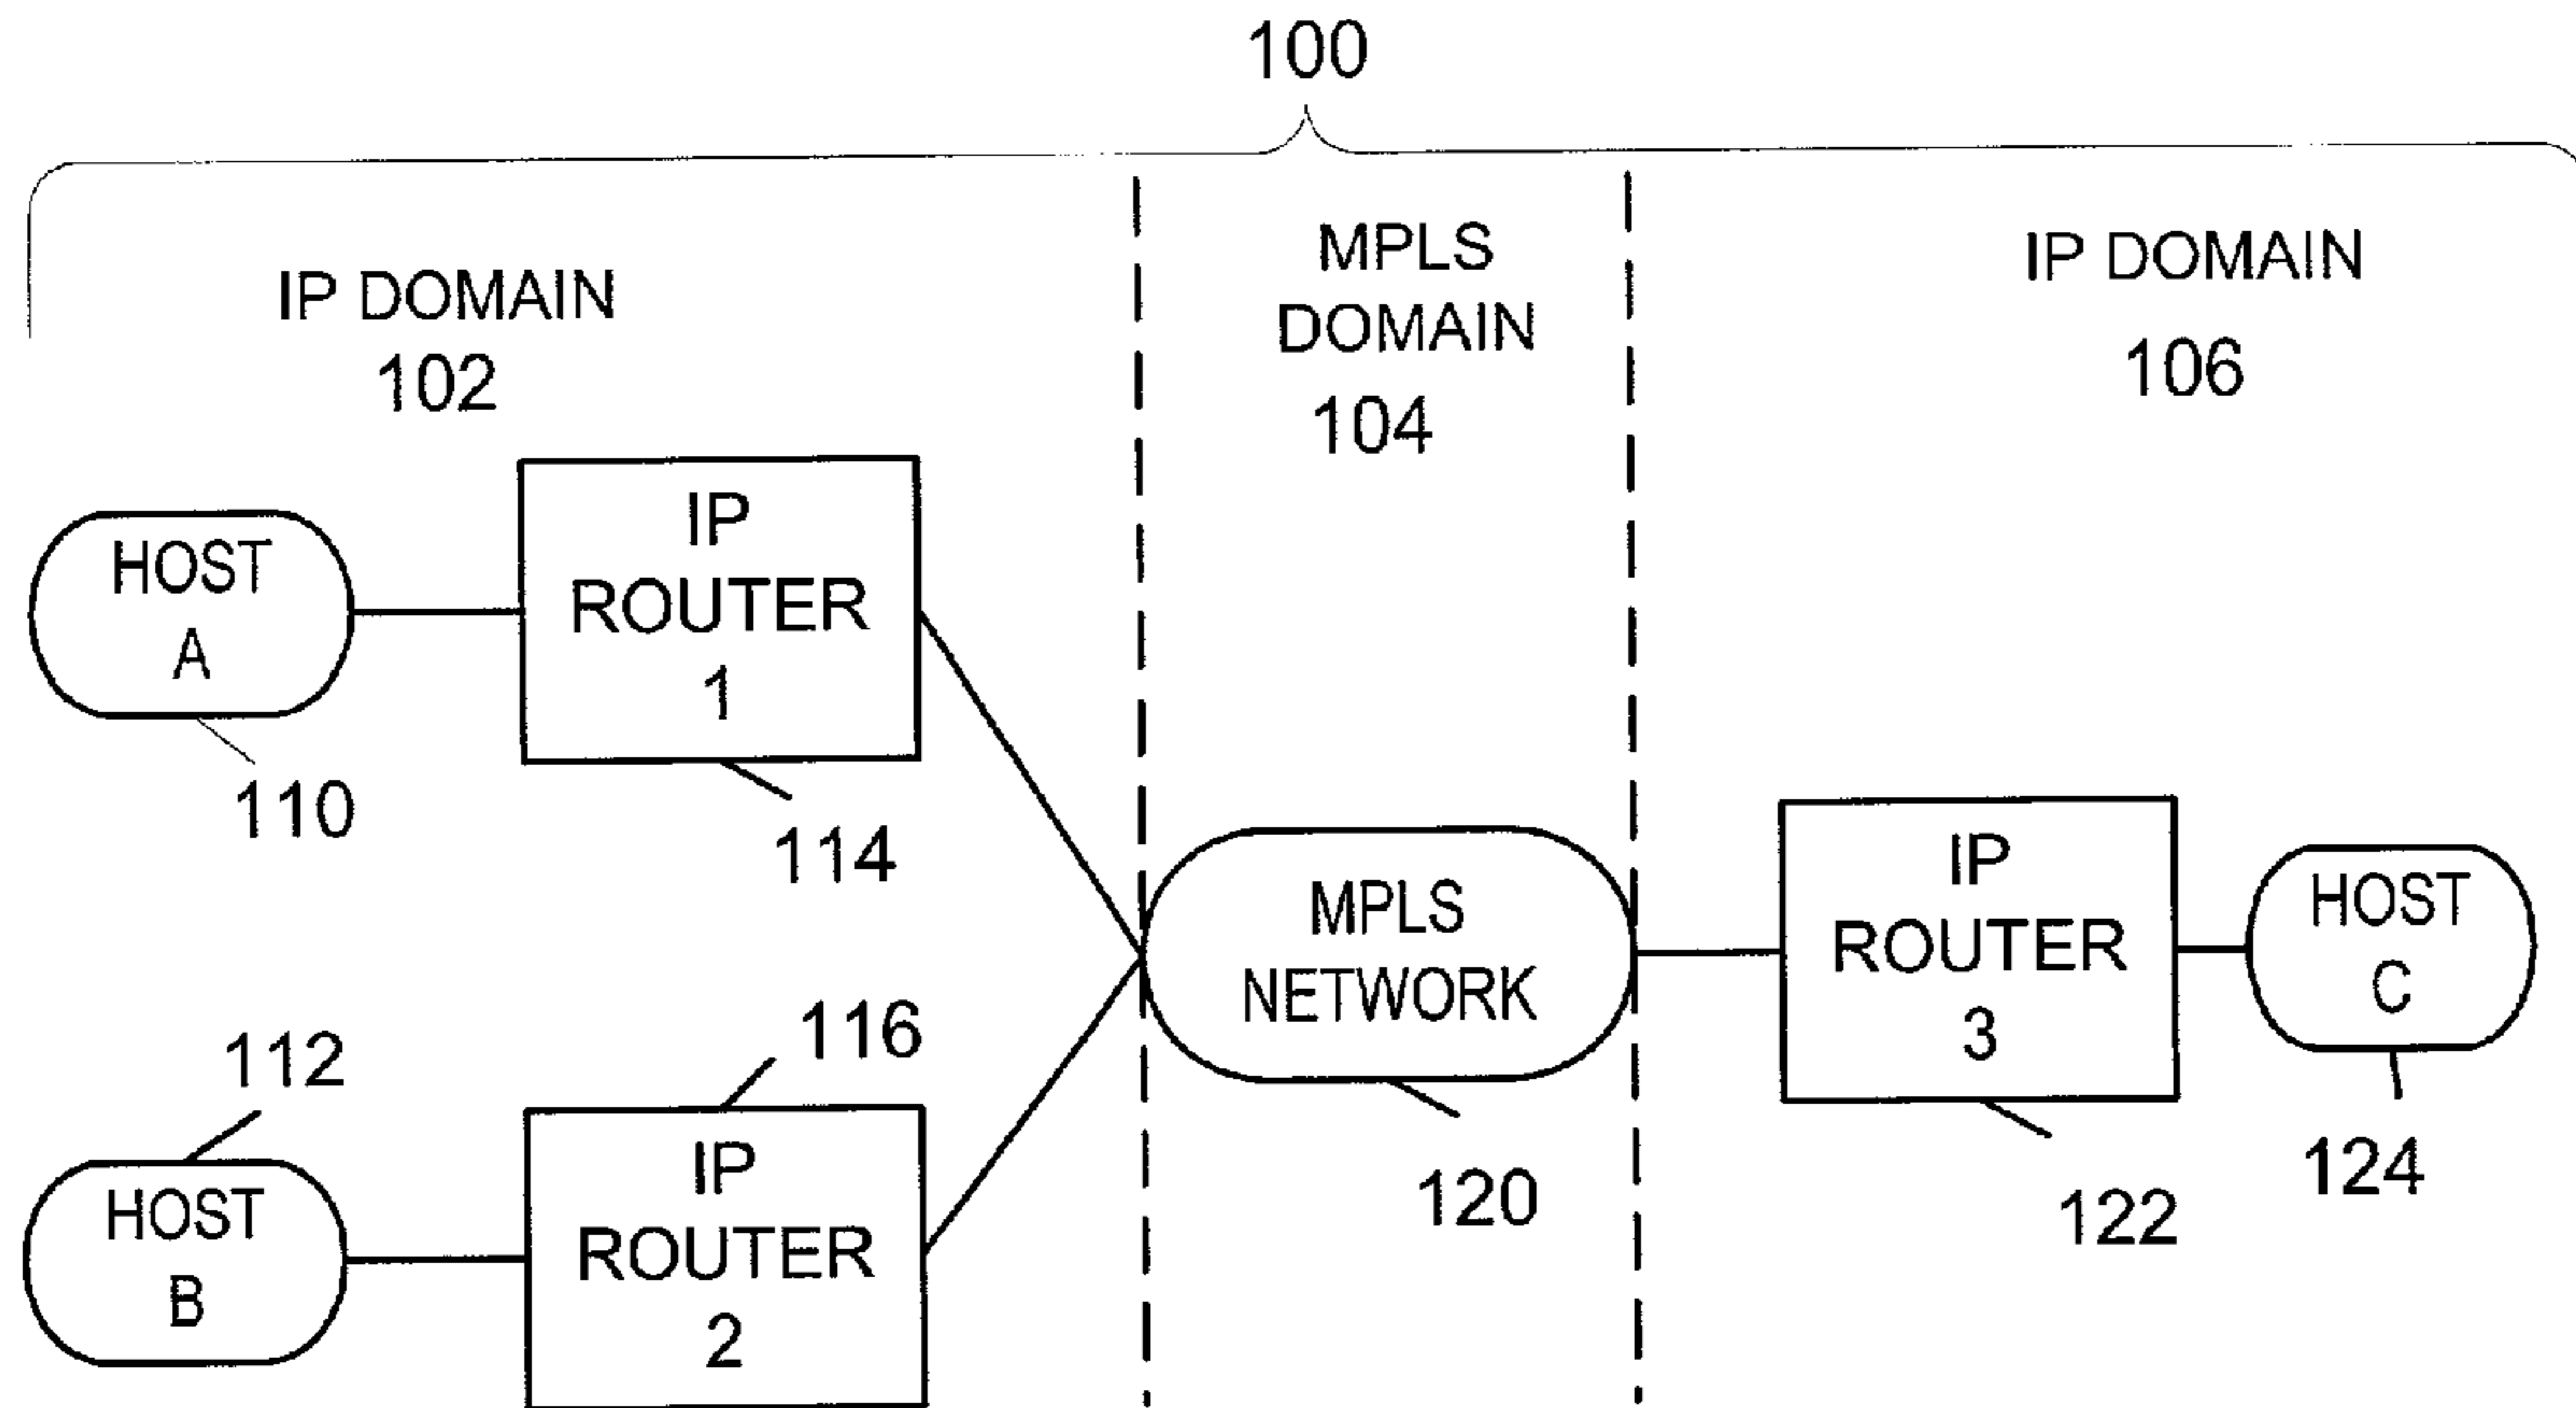 100
IP DOMAIN
102
MPLS
DOMAIN
104
IP DOMAIN
106
HOST
A
110
IP
ROUTER
1
114
HOST
B
112
IP
ROUTER
2
116
MPLS
NETWORK
120
IP
ROUTER
3
122
HOST
C
124